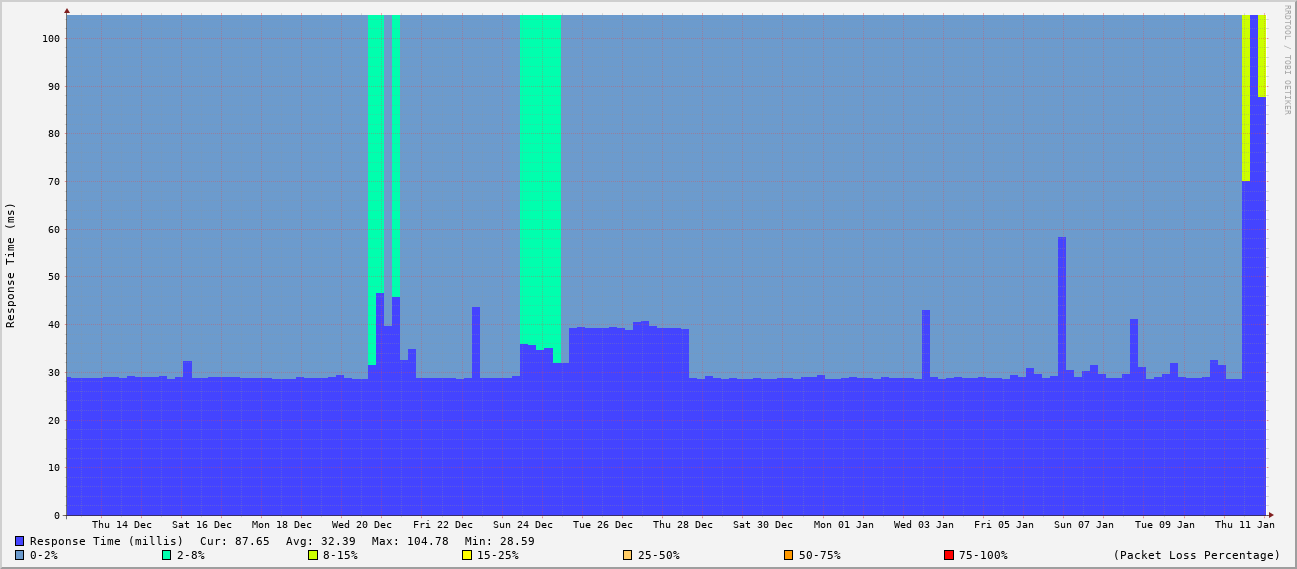 RRDTOOL / TOBI OETIKER
Response Time (ms)
100
90
80
70
60
50
40
30
20
10
0
Thu 14 Dec Sat 16 Dec Mon 18 Dec Wed 20 Dec Fri 22 Dec Sun 24 Dec Tue 26 Dec Thu 28 Dec Sat 30 Dec Mon 01 Jan Wed 03 Jan Fri 05 Jan Sun 07 Jan Tue 09 Jan Thu 11 Jan
Response Time (millis) Cur: 87.65 Avg: 32.39 Max: 104.78 Min: 28.59
0-2% 2-8% 8-15% 15-25% 25-50% 50-75% 75-100% (Packet Loss Percentage)